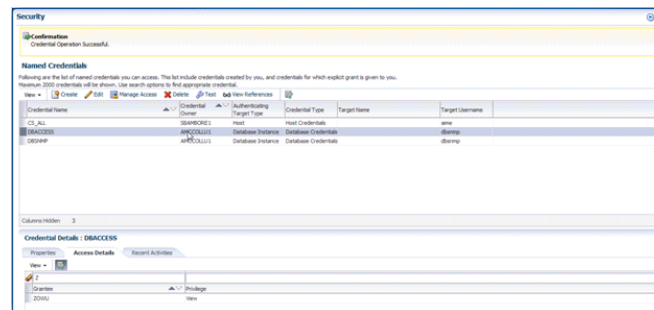 Security
Confirmation
Credential Operation Successful.
Named Credentials
Following are the list of named credentials you can access. This list include credentials created by you, and credentials for which explicit grant is given to you.
Maximum 2000 credentials will be shown. Use search options to find appropriate credential.
View Create Edit Manage Access Delete Test View References
Credential Name Credential Owner Authenticating Target Type Credential Type Target Name Target Username
CS_ALL SBAMBORE1 Host Host Credentials
DBACCESS AMCCOLLU1 Database Instance Database Credentials dbsnmp
DBSNMP AMCCOLLU1 Database Instance Database Credentials dbsnmp
Columns Hidden 3
Credential Details : DBACCESS
Properties Access Details Recent Activities
View
Z
Grantee Privilege
ZOWU View